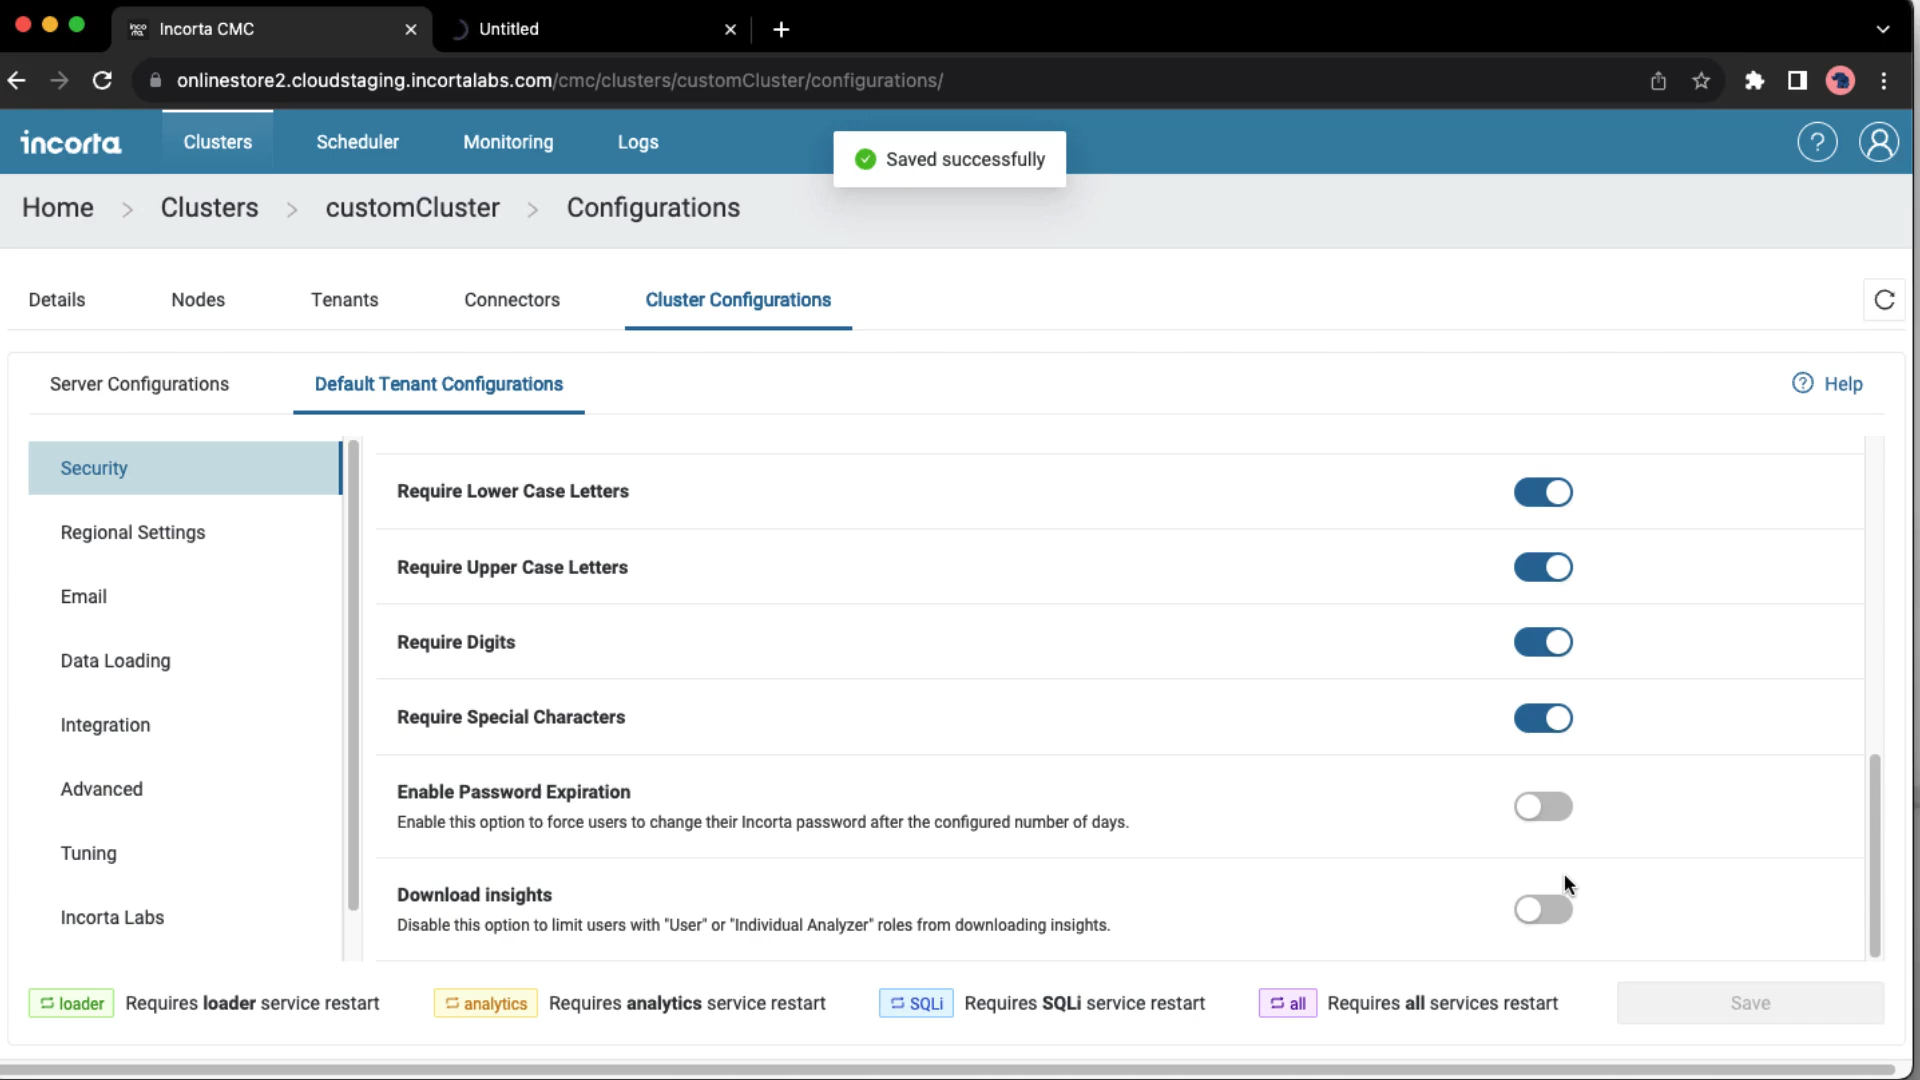 Incorta CMC
Untitled
onlinestore2.cloudstaging.incortalabs.com/cmc/clusters/customCluster/configurations/
incorta
Clusters
Scheduler
Monitoring
Logs
Saved successfully
?
Home > Clusters > customCluster > Configurations
Details
Nodes
Tenants
Connectors
Cluster Configurations
Server Configurations
Default Tenant Configurations
? Help
Security
Regional Settings
Email
Data Loading
Integration
Advanced
Tuning
Incorta Labs
Require Lower Case Letters
Require Upper Case Letters
Require Digits
Require Special Characters
Enable Password Expiration
Enable this option to force users to change their Incorta password after the configured number of days.
Download insights
Disable this option to limit users with "User" or "Individual Analyzer" roles from downloading insights.
loader Requires loader service restart
analytics Requires analytics service restart
SQLi Requires SQLi service restart
all Requires all services restart
Save